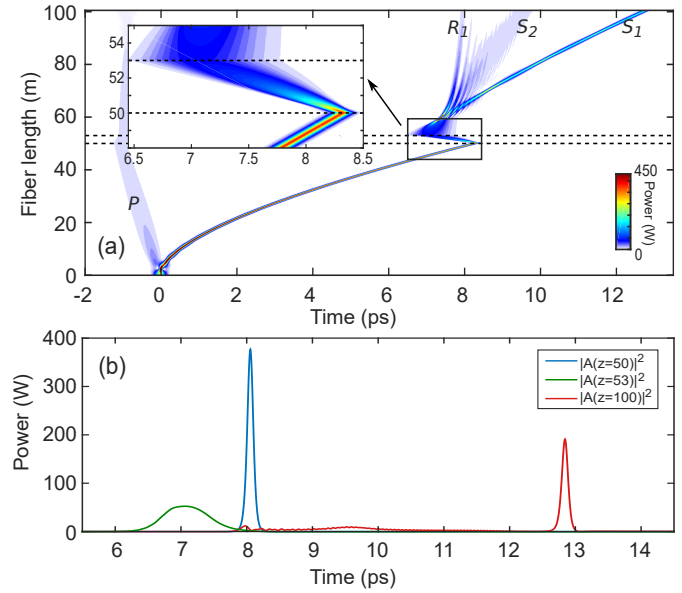 100
80
60
40
20
0
Fiber length (m)
54
52
50
6.5
7
7.5
8
8.5
R1
S2
S1
P
(a)
450
0
Power (W)
-2
0
2
4
6
8
10
12
Time (ps)
400
300
200
100
0
Power (W)
(b)
|A(z=50)|²
|A(z=53)|²
|A(z=100)|²
6
7
8
9
10
11
12
13
14
Time (ps)